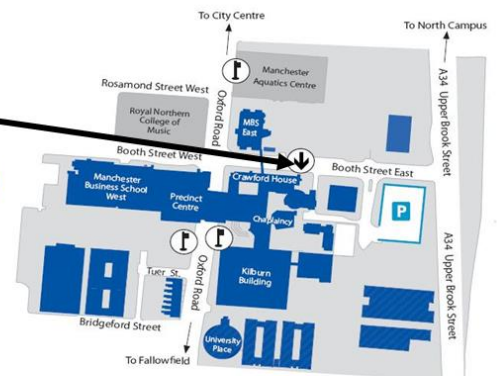 To City Centre
To North Campus
Manchester
Aquatics Centre
A34 Upper Brook Street
Rosamond Street West
Oxford Road
Royal Northern
College of
Music
MBS
East
Booth Street West
Booth Street East
Crawford House
Manchester
Business School
West
Precinct
Centre
Chaplaincy
P
A34 Upper Brook Street
Tuer St.
Oxford Road
Kilburn
Building
Bridgeford Street
University
Place
To Fallowfield